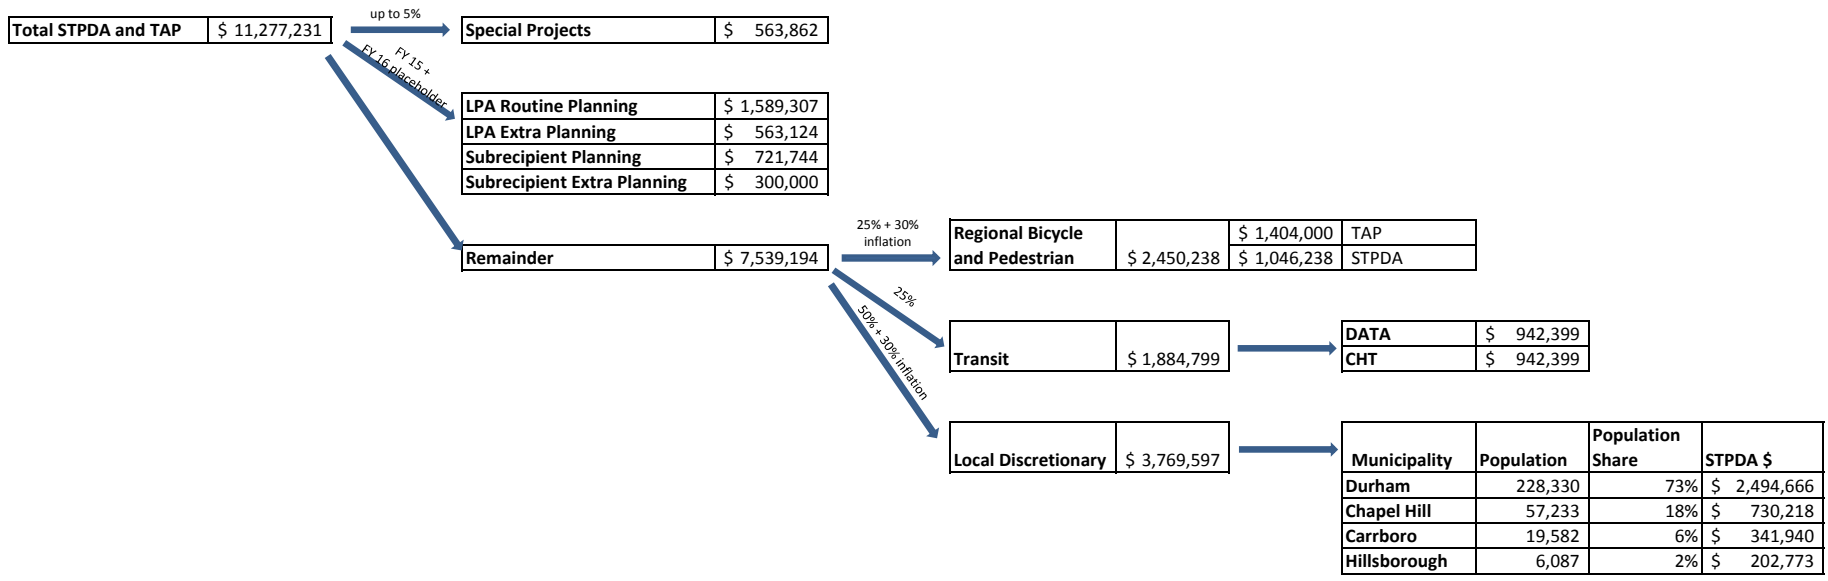 up to 5%
Total STPDA and TAP $ 11,277,231
Special Projects $ 563,862
FY 15 +
FY 16 placeholder
LPA Routine Planning $ 1,589,307
LPA Extra Planning $ 563,124
Subrecipient Planning $ 721,744
Subrecipient Extra Planning $ 300,000
Remainder $ 7,539,194
25% + 30%
inflation
Regional Bicycle
and Pedestrian $ 2,450,238
$ 1,404,000 TAP
$ 1,046,238 STPDA
25%
Transit $ 1,884,799
DATA $ 942,399
CHT $ 942,399
50% + 30% inflation
Local Discretionary $ 3,769,597
Population
Municipality Population Share STPDA $
Durham 228,330 73% $ 2,494,666
Chapel Hill 57,233 18% $ 730,218
Carrboro 19,582 6% $ 341,940
Hillsborough 6,087 2% $ 202,773